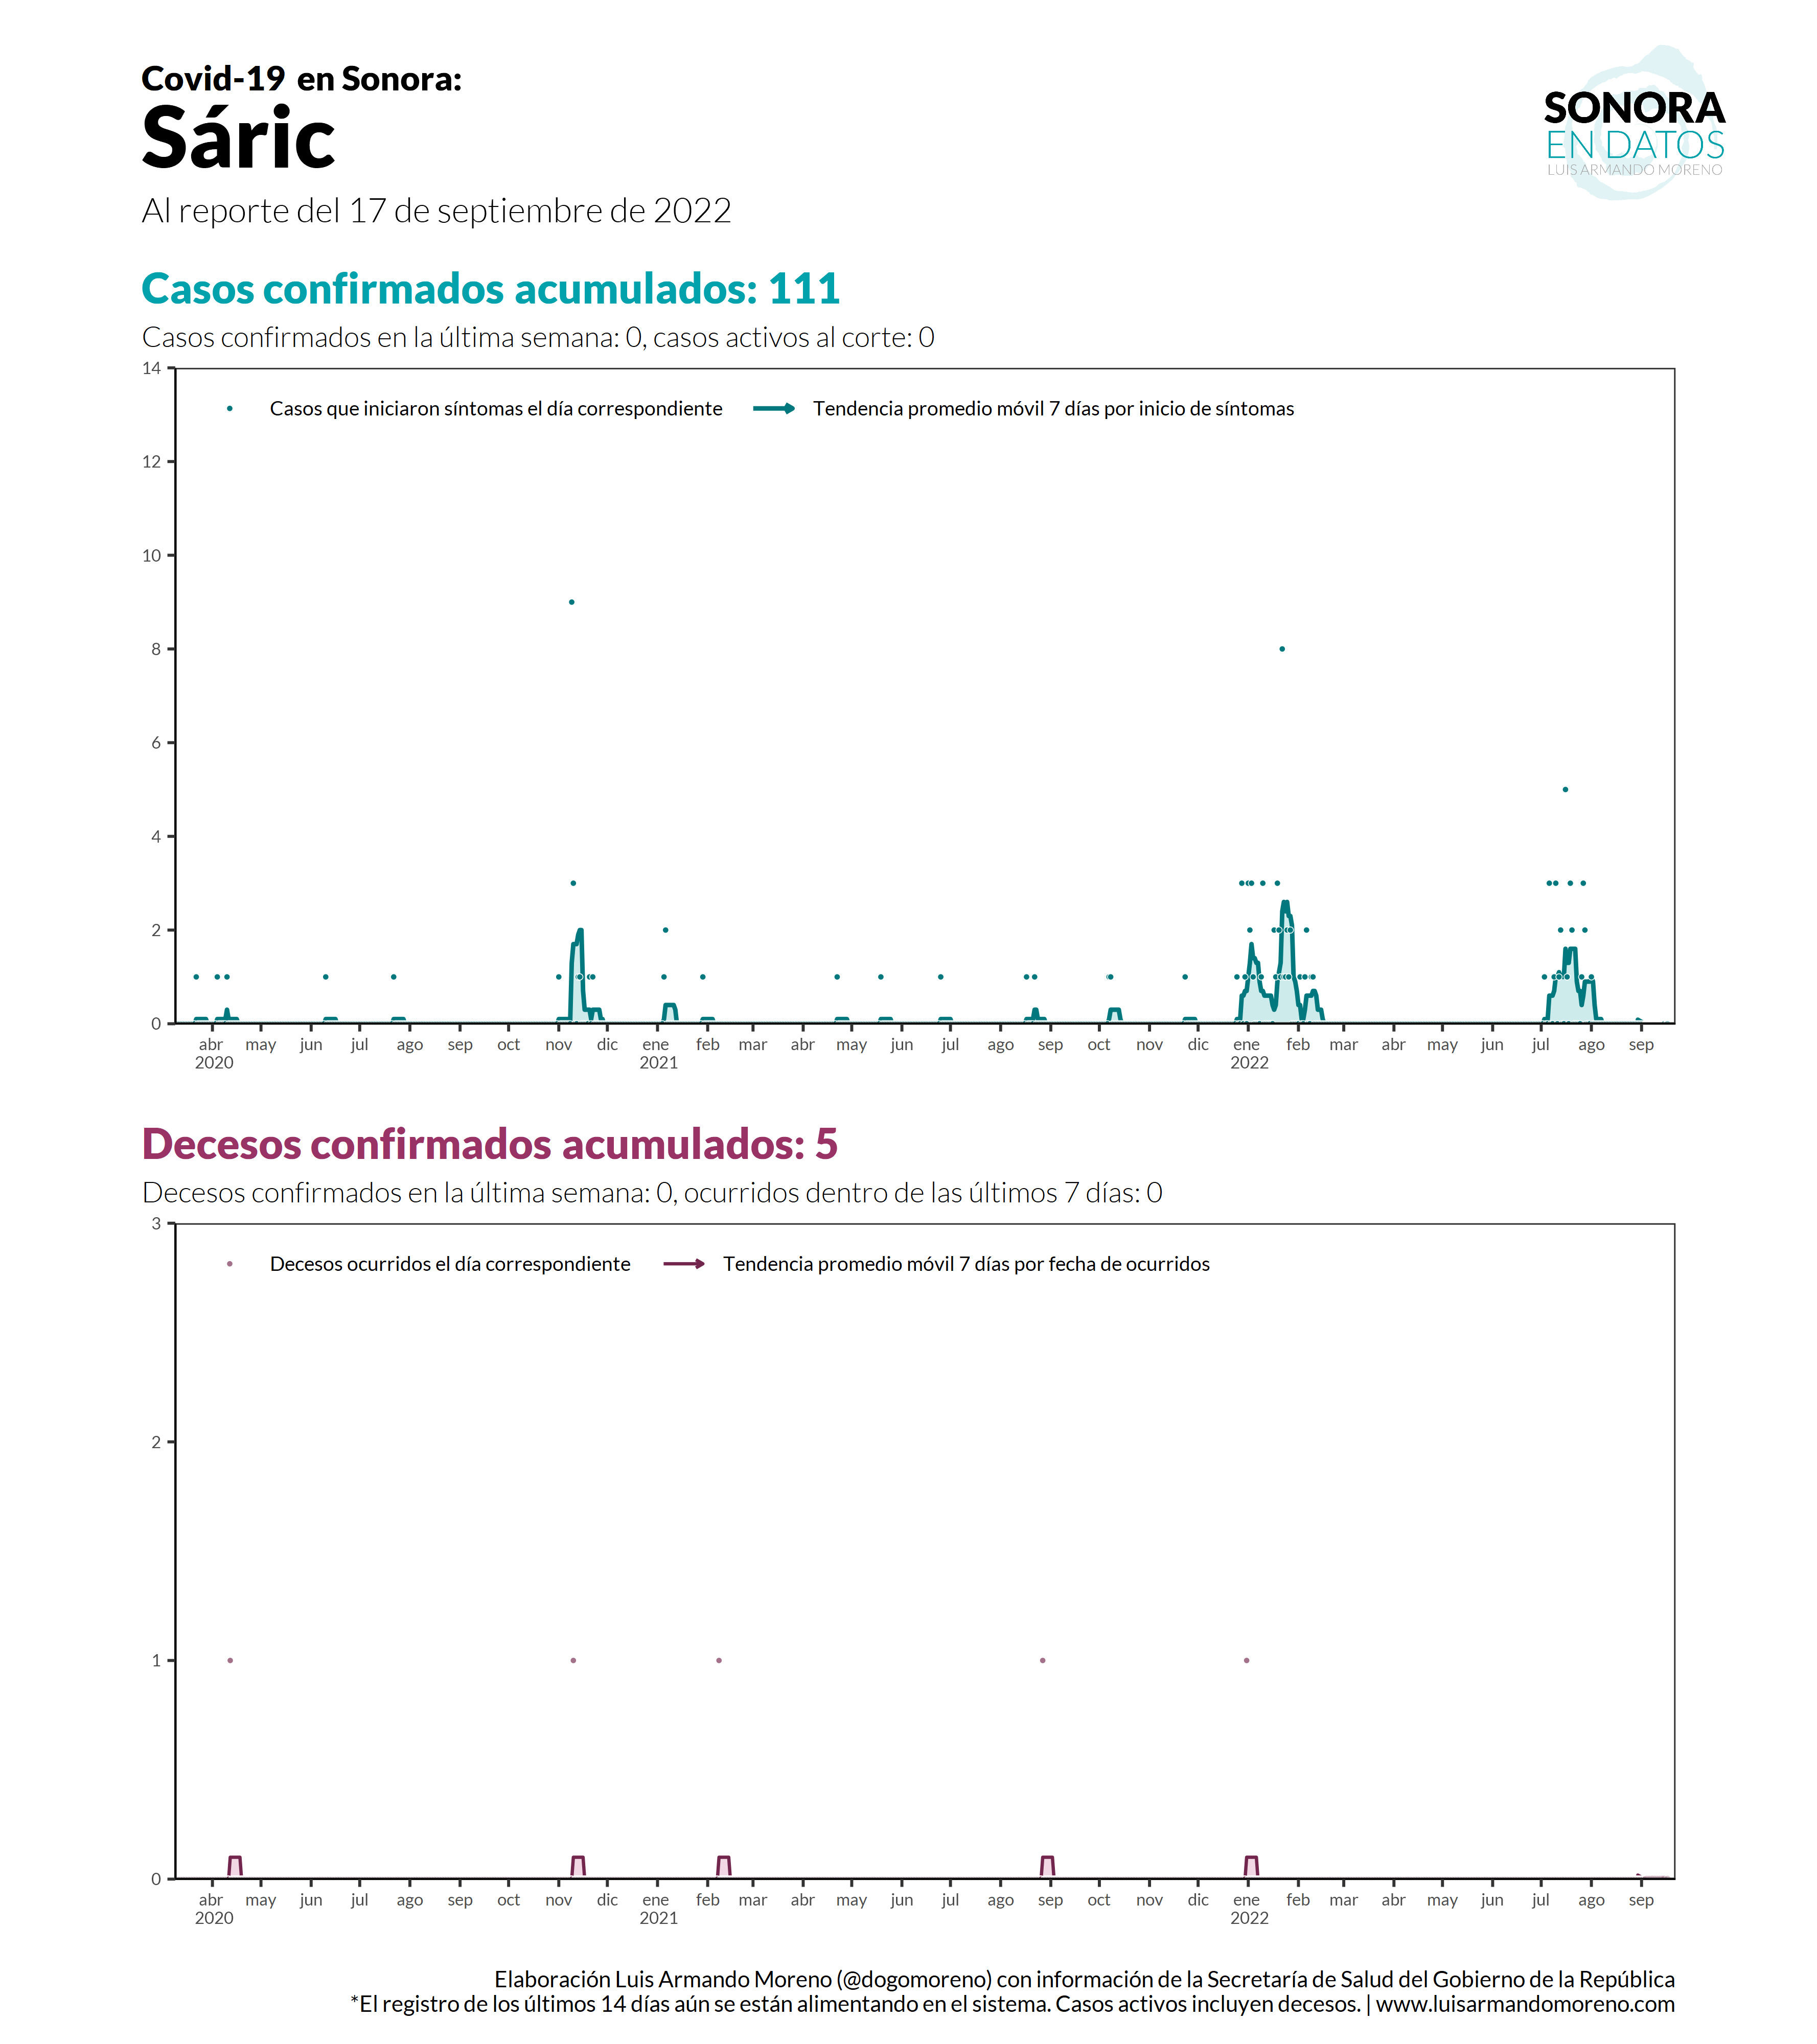 Covid-19 en Sonora:
Sáric
Al reporte del 17 de septiembre de 2022
SONORA
EN DATOS
LUIS ARMANDO MORENO
Casos confirmados acumulados: 111
Casos confirmados en la última semana: 0, casos activos al corte: 0
14
Casos que iniciaron síntomas el día correspondiente
Tendencia promedio móvil 7 días por inicio de síntomas
12
10
8
6
4
2
0
abr may jun jul ago sep oct nov dic ene feb mar abr may jun jul ago sep oct nov dic ene feb mar abr may jun jul ago sep
2020 2021 2022
Decesos confirmados acumulados: 5
Decesos confirmados en la última semana: 0, ocurridos dentro de las últimos 7 días: 0
3
Decesos ocurridos el día correspondiente
Tendencia promedio móvil 7 días por fecha de ocurridos
2
1
0
abr may jun jul ago sep oct nov dic ene feb mar abr may jun jul ago sep oct nov dic ene feb mar abr may jun jul ago sep
2020 2021 2022
Elaboración Luis Armando Moreno (@dogomoreno) con información de la Secretaría de Salud del Gobierno de la República
*El registro de los últimos 14 días aún se están alimentando en el sistema. Casos activos incluyen decesos. | www.luisarmandomoreno.com